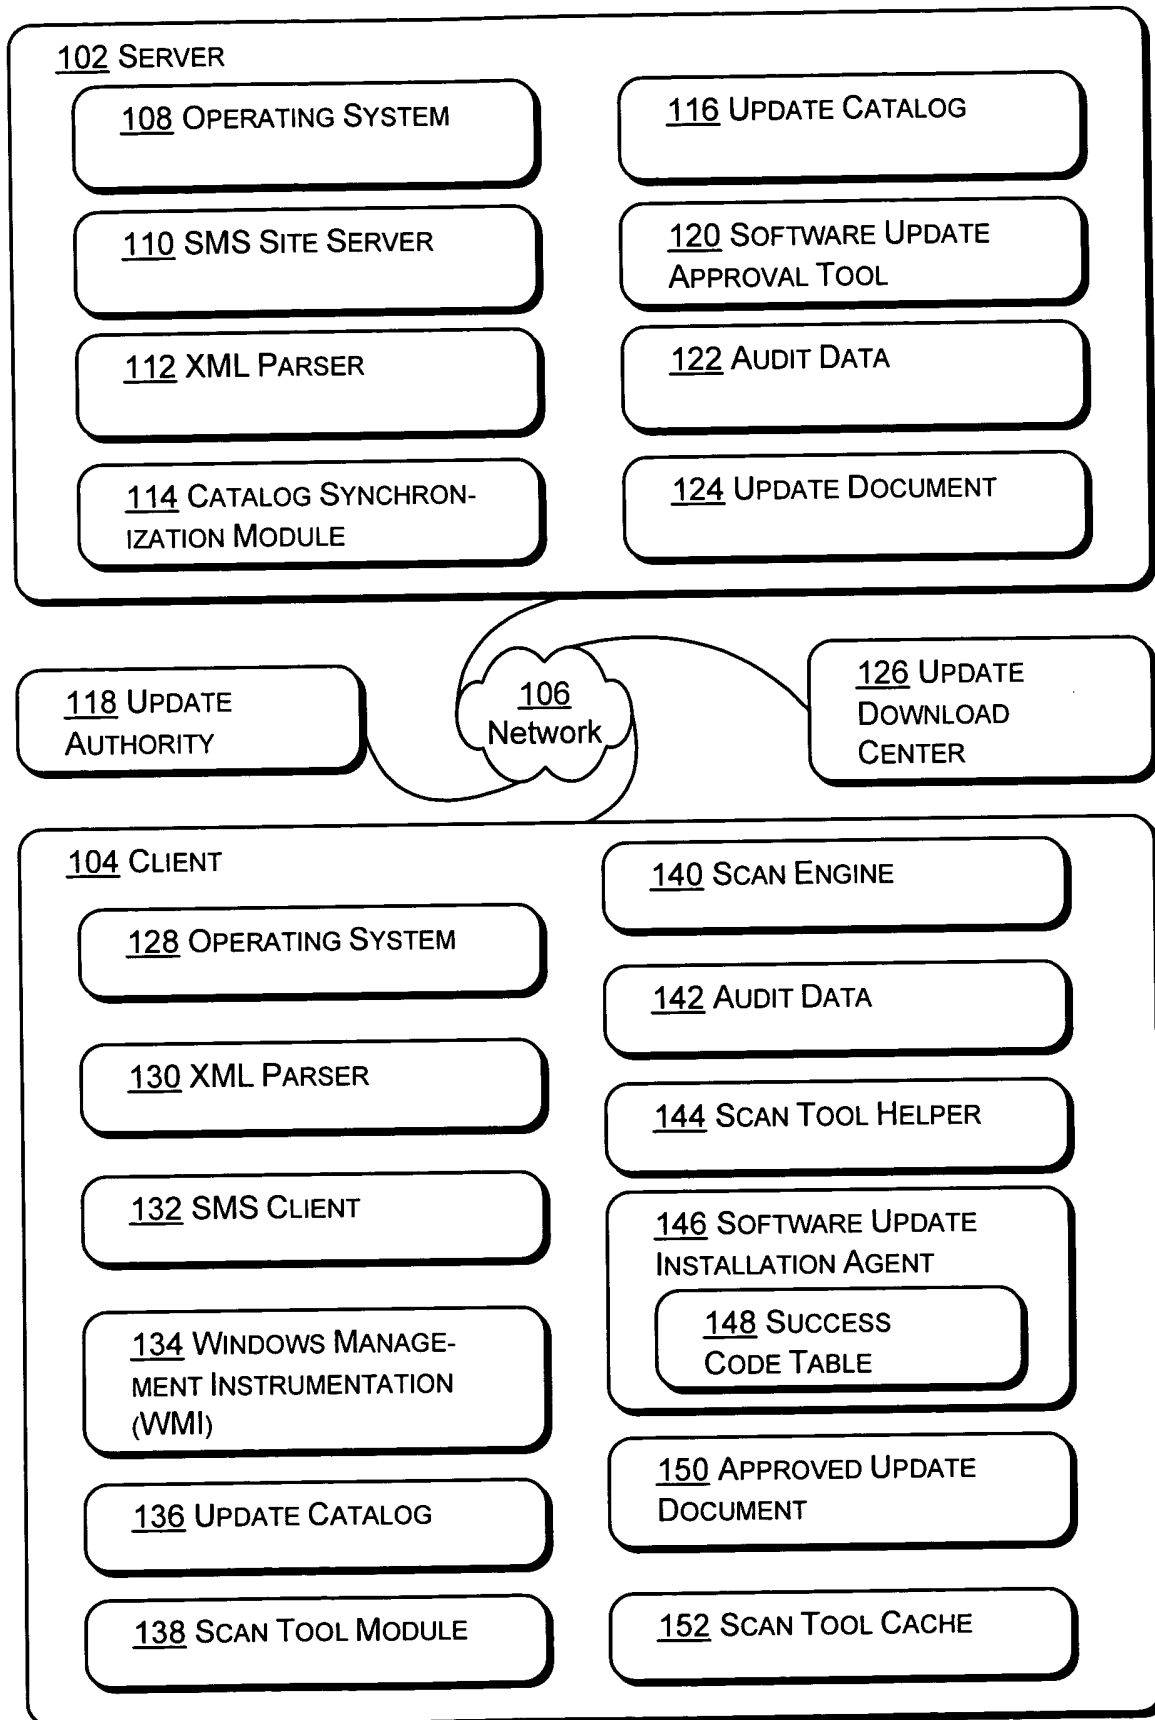 102 SERVER
108 OPERATING SYSTEM
110 SMS SITE SERVER
112 XML PARSER
114 CATALOG SYNCHRON-
IZATION MODULE
116 UPDATE CATALOG
120 SOFTWARE UPDATE
APPROVAL TOOL
122 AUDIT DATA
124 UPDATE DOCUMENT
118 UPDATE
AUTHORITY
106
Network
126 UPDATE
DOWNLOAD
CENTER
104 CLIENT
128 OPERATING SYSTEM
130 XML PARSER
132 SMS CLIENT
134 WINDOWS MANAGE-
MENT INSTRUMENTATION
(WMI)
136 UPDATE CATALOG
138 SCAN TOOL MODULE
140 SCAN ENGINE
142 AUDIT DATA
144 SCAN TOOL HELPER
146 SOFTWARE UPDATE
INSTALLATION AGENT
148 SUCCESS
CODE TABLE
150 APPROVED UPDATE
DOCUMENT
152 SCAN TOOL CACHE